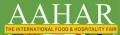 AAHAR
THE INTERNATIONAL FOOD & HOSPITALITY FAIR